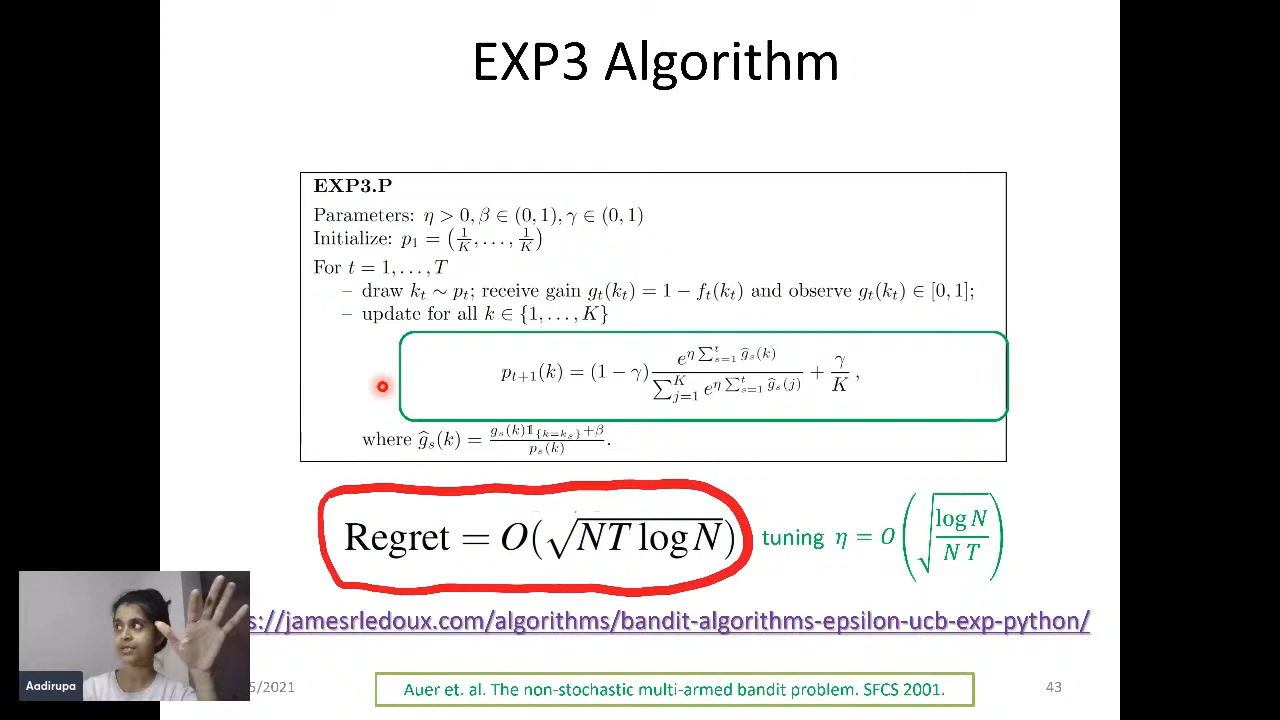 EXP3 Algorithm
EXP3.P
Parameters: η > 0, β ∈ (0, 1), γ ∈ (0, 1)
Initialize: p₁ = (1/K, . . . , 1/K)
For t = 1, . . . , T
– draw kₜ ∼ pₜ; receive gain gₜ(kₜ) = 1 − fₜ(kₜ) and observe gₜ(kₜ) ∈ [0, 1];
– update for all k ∈ {1, . . . , K}
pₜ₊₁(k) = (1 − γ) e^{η ∑_{s=1}^{t} ĝₛ(k)} / ∑_{j=1}^{K} e^{η ∑_{s=1}^{t} ĝₛ(j)} + γ/K ,
where ĝₛ(k) = (gₛ(k)𝟙_{k=kₛ}+β) / pₛ(k).
Regret = O(√NT log N)
tuning η = O(√(log N / N T))
s://jamesrledoux.com/algorithms/bandit-algorithms-epsilon-ucb-exp-python/
Aadirupa
5/2021
Auer et. al. The non-stochastic multi-armed bandit problem. SFCS 2001.
43